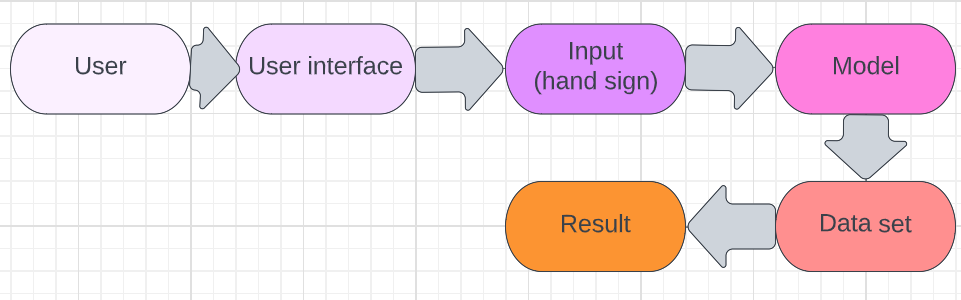 User
User interface
Input
(hand sign)
Model
Data set
Result